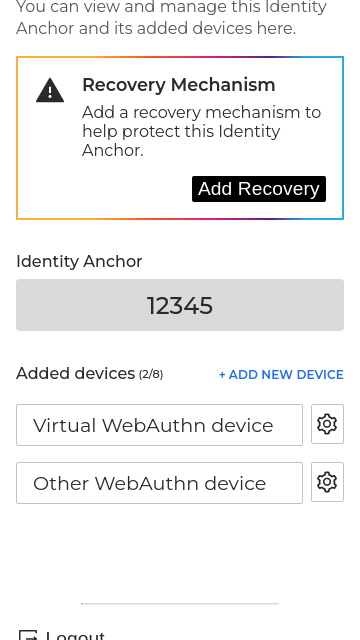 You can view and manage this Identity
Anchor and its added devices here.
Recovery Mechanism
Add a recovery mechanism to
help protect this Identity
Anchor.
Add Recovery
Identity Anchor
12345
Added devices (2/8)
+ ADD NEW DEVICE
Virtual WebAuthn device
Other WebAuthn device
Logout